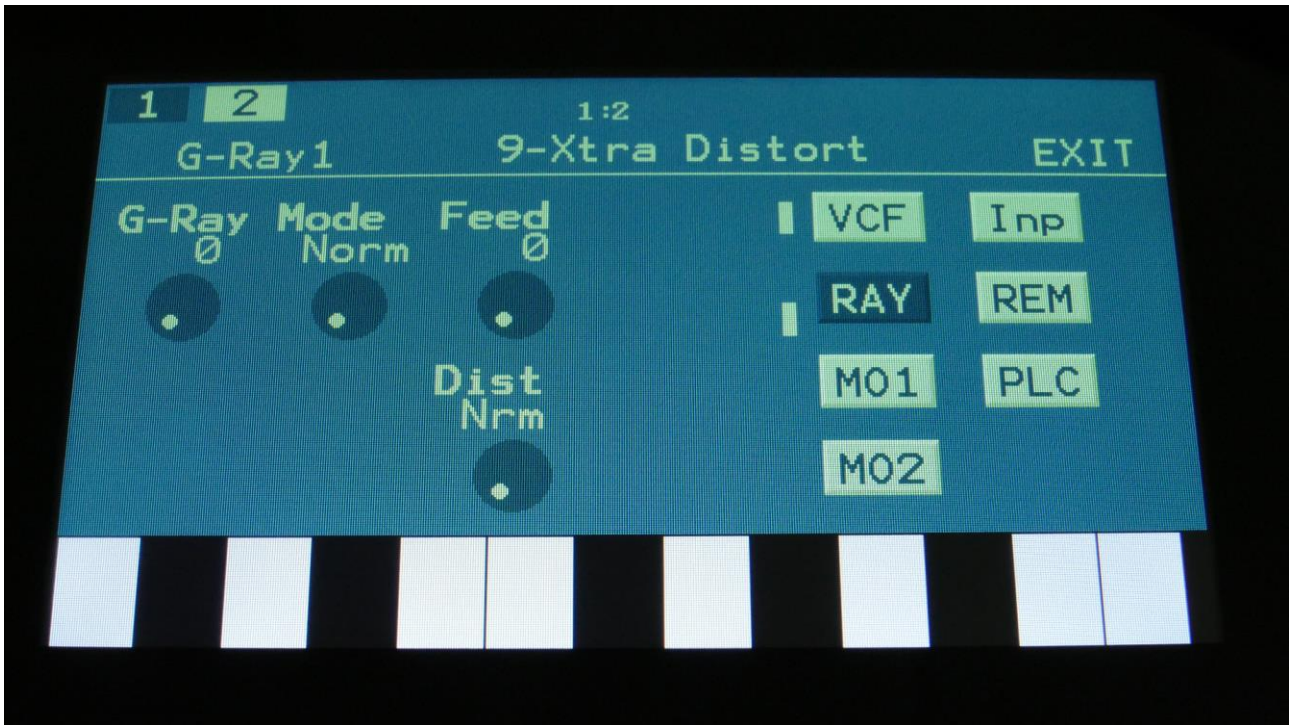 1 2 1:2
G-Ray1 9-Xtra Distort EXIT
G-Ray Mode Feed VCF Inp
0 Norm 0
RAY REM
Dist MO1 PLC
Nrm
MO2